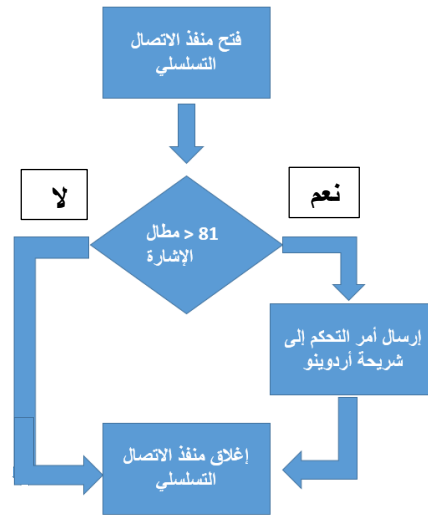 فتح منفذ الاتصال
التسلسلي
لا
نعم
81 < مطال
الإشارة
إرسال أمر التحكم إلى
شريحة أردوينو
إغلاق منفذ الاتصال
التسلسلي